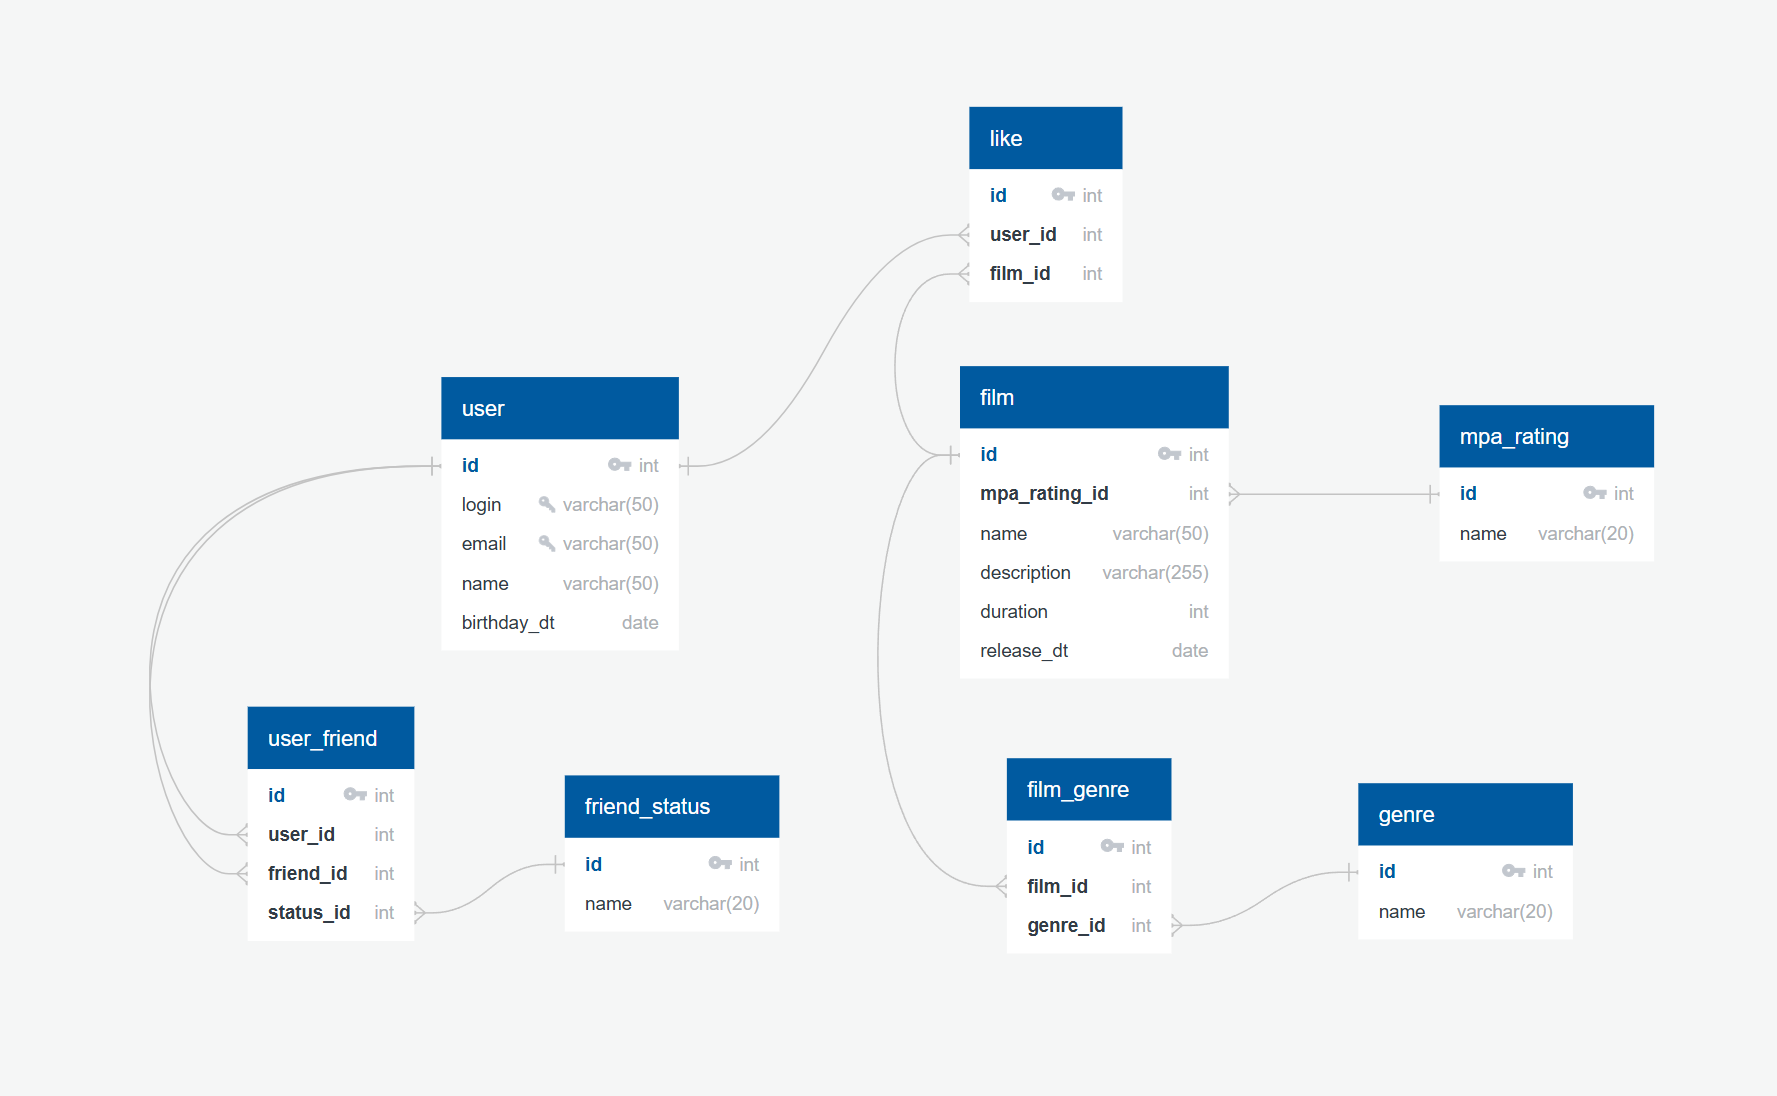 like
id int
user_id int
film_id int
user
id int
login varchar(50)
email varchar(50)
name varchar(50)
birthday_dt date
film
id int
mpa_rating_id int
name varchar(50)
description varchar(255)
duration int
release_dt date
mpa_rating
id int
name varchar(20)
user_friend
id int
user_id int
friend_id int
status_id int
friend_status
id int
name varchar(20)
film_genre
id int
film_id int
genre_id int
genre
id int
name varchar(20)